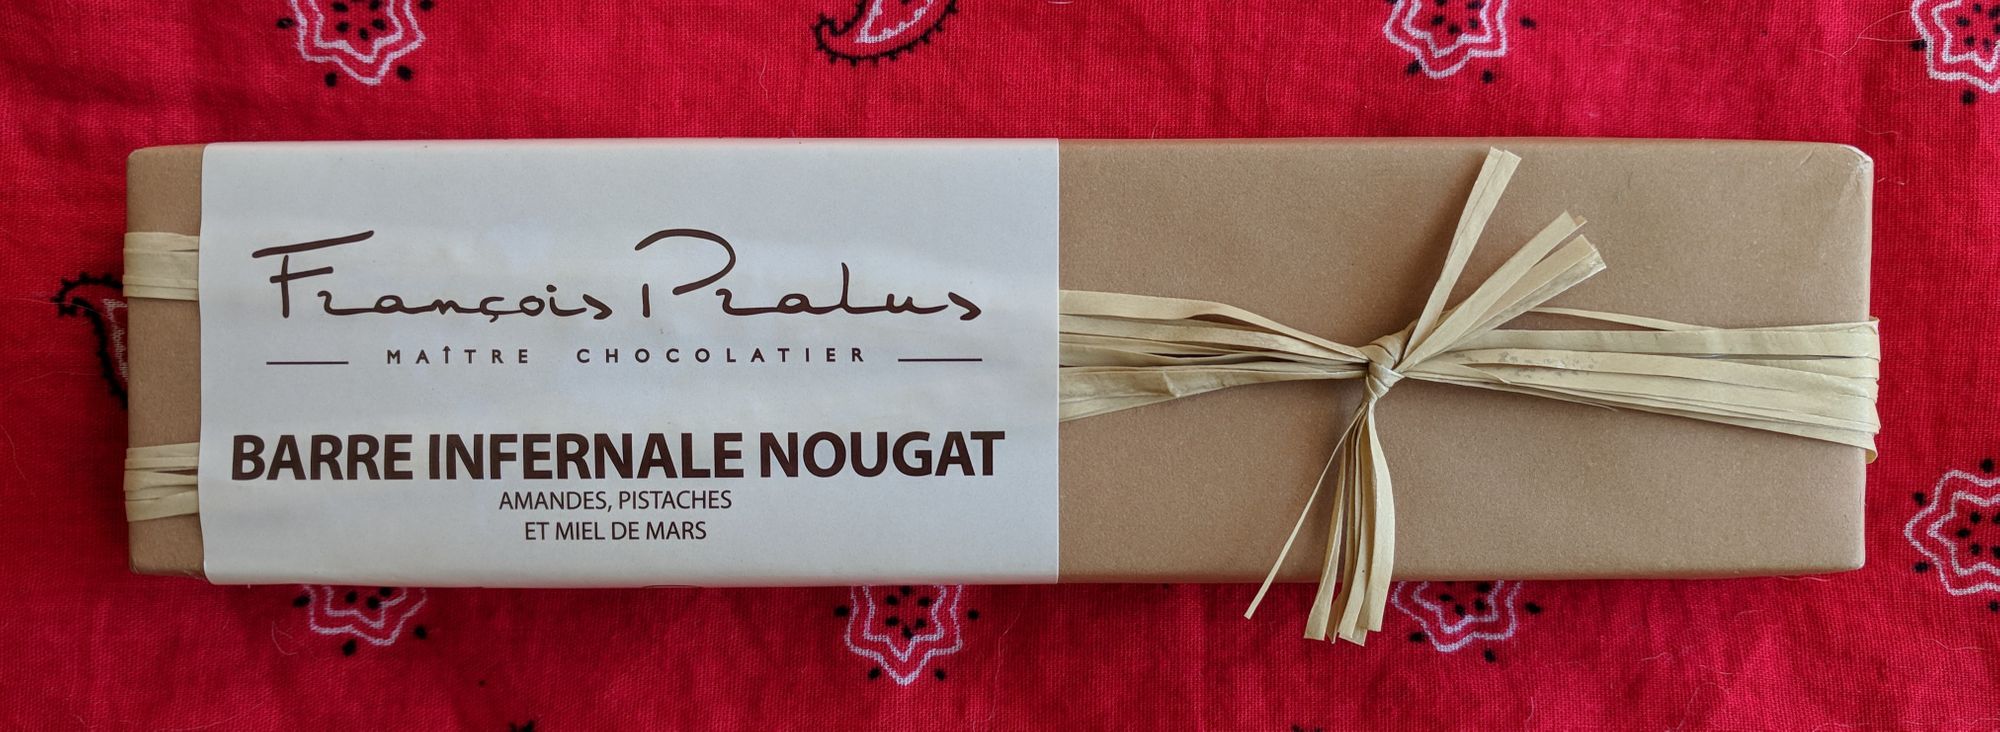 François Pralus
MAÎTRE CHOCOLATIER
BARRE INFERNALE NOUGAT
AMANDES, PISTACHES
ET MIEL DE MARS